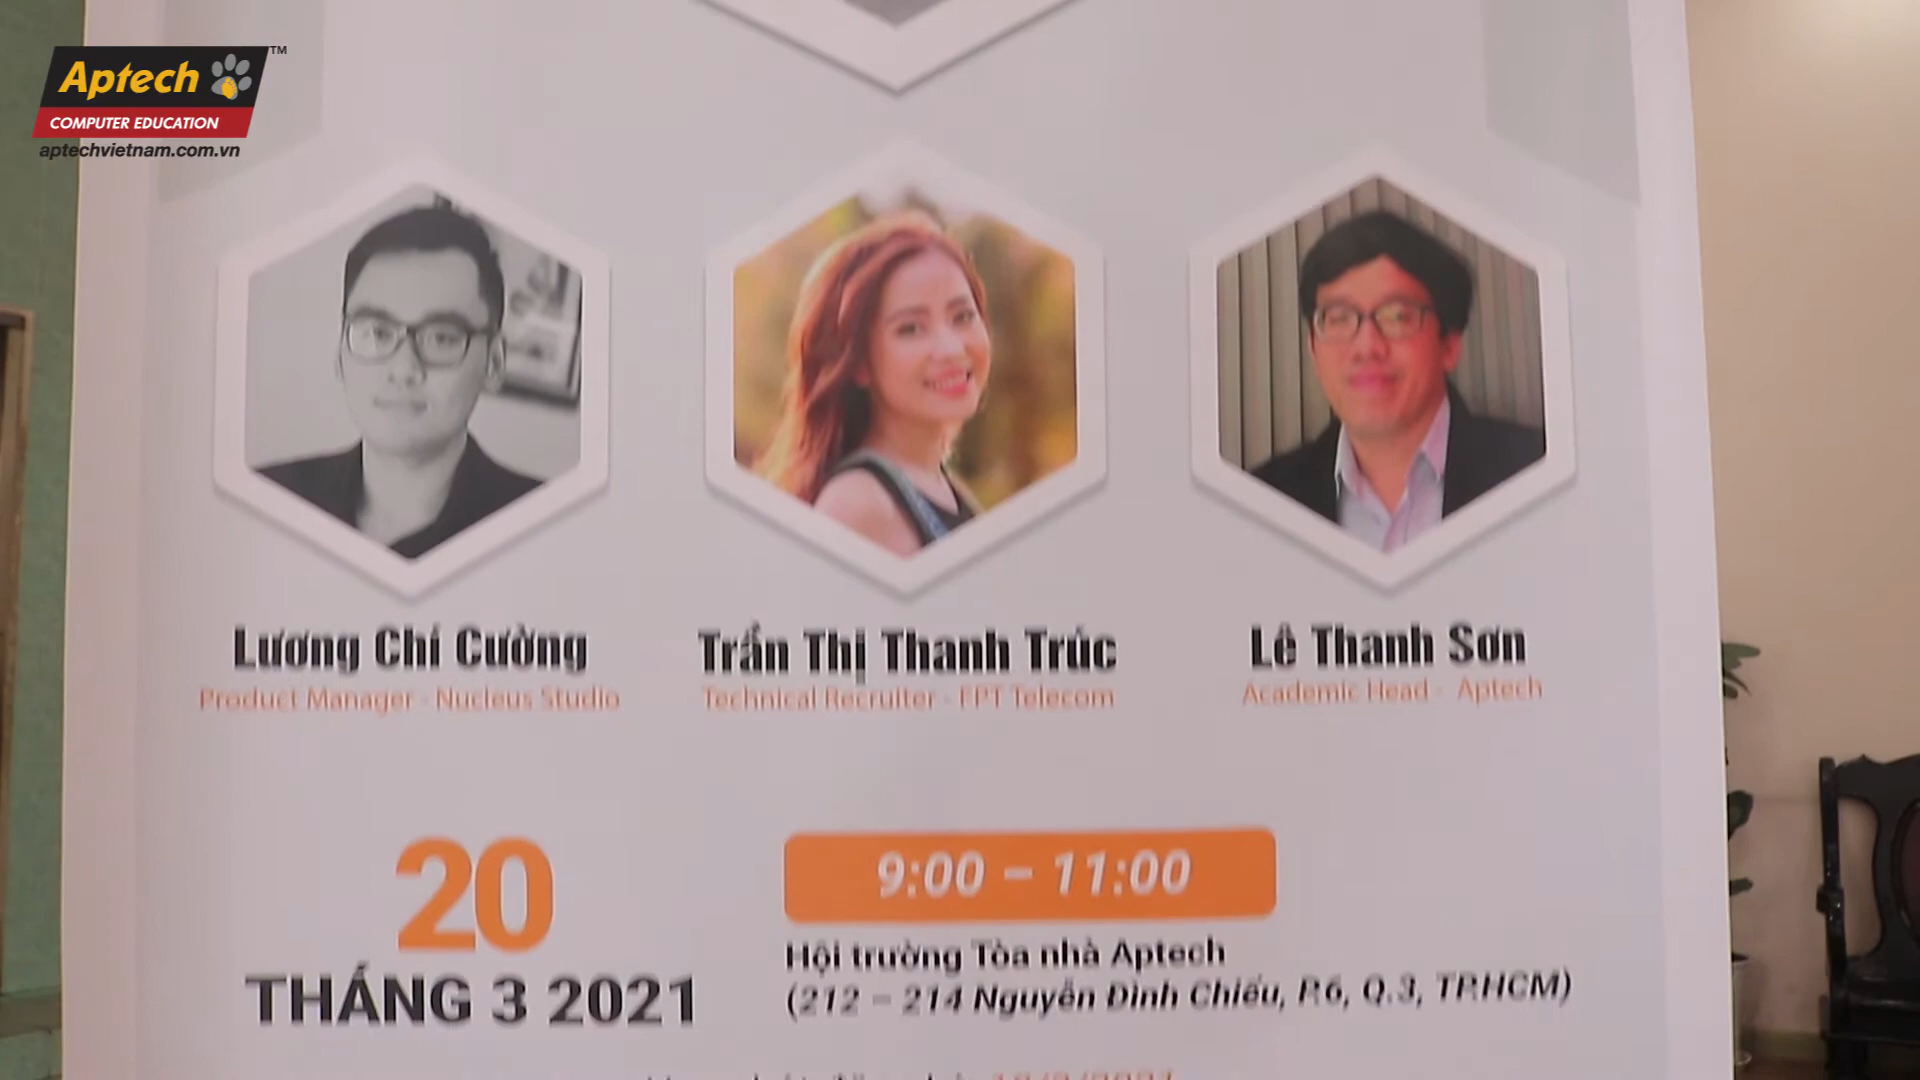 Aptech
TM
COMPUTER EDUCATION
aptechvietnam.com.vn
Lương Chí Cường
Product Manager - Nucleus Studio
Trần Thị Thanh Trúc
Technical Recruiter - FPT Telecom
Lê Thanh Sơn
Academic Head - Aptech
20
THÁNG 3 2021
9:00 – 11:00
Hội trường Tòa nhà Aptech
(212 – 214 Nguyễn Đình Chiểu, P.6, Q.3, TP.HCM)